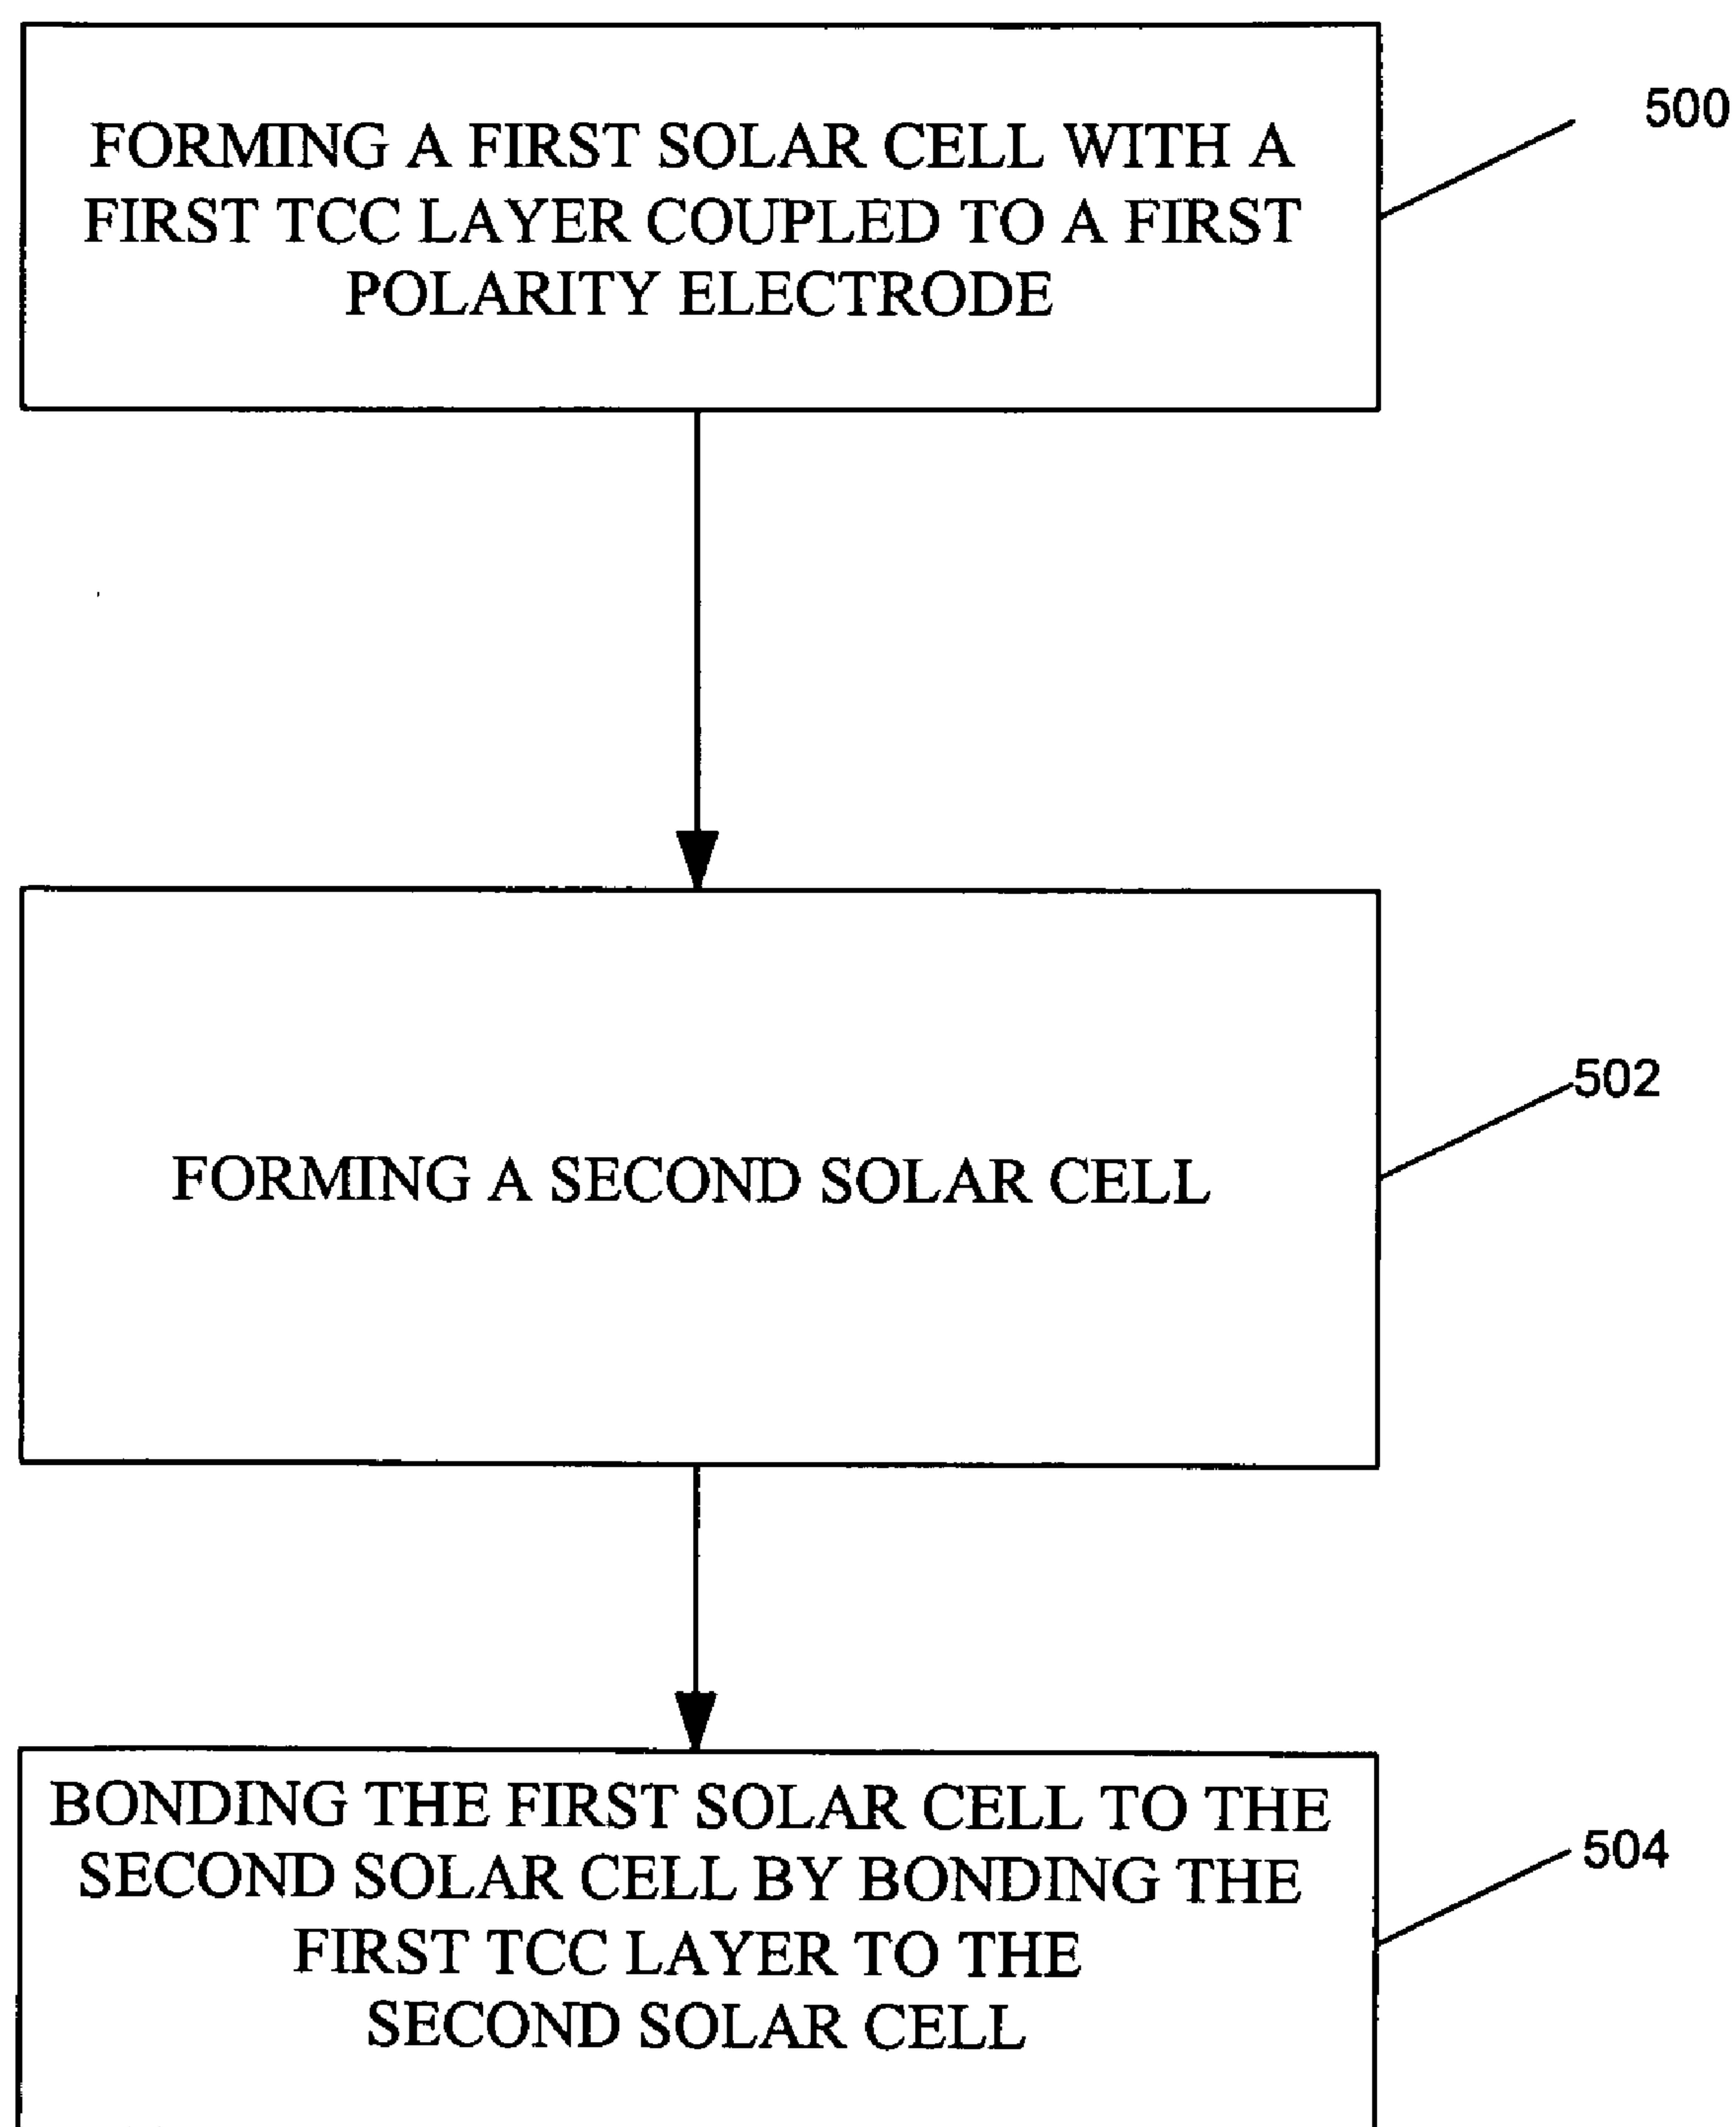 500
FORMING A FIRST SOLAR CELL WITH A
FIRST TCC LAYER COUPLED TO A FIRST
POLARITY ELECTRODE
502
FORMING A SECOND SOLAR CELL
504
BONDING THE FIRST SOLAR CELL TO THE
SECOND SOLAR CELL BY BONDING THE
FIRST TCC LAYER TO THE
SECOND SOLAR CELL